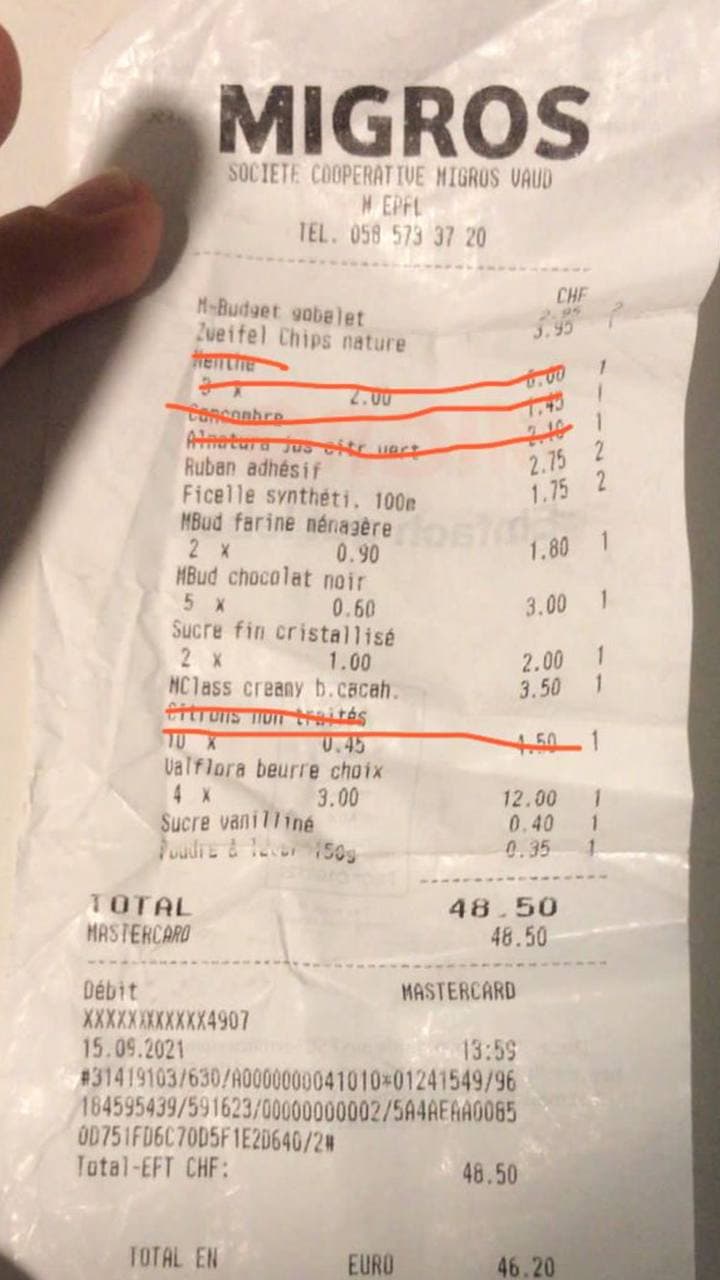 MIGROS
SOCIETE COOPERATIVE MIGROS VAUD
M EPFL
TEL. 058 573 37 20
CHF
M-Budget gobelet 2.95 2
Zweifel Chips nature 3.95 1
Menthe
3 x 2.00 6.00 1
Concombre 1.45 1
Alnatura jus citr vert 2.10 1
Ruban adhésif 2.75 2
Ficelle synthéti. 100m 1.75 2
MBud farine ménagère
2 x 0.90 1.80 1
MBud chocolat noir
5 x 0.60 3.00 1
Sucre fin cristallisé
2 x 1.00 2.00 1
MClass creamy b.cacah. 3.50 1
Citrons non traités
10 x 0.45 4.50 1
Valflora beurre choix
4 x 3.00 12.00 1
Sucre vanilliné 0.40 1
Poudre à lever 150g 0.35 1
TOTAL 48.50
MASTERCARD 48.50
Débit MASTERCARD
XXXXXXXXXXXX4907
15.09.2021 13:59
#31419103/630/A0000000041010*01241549/96
184595439/591623/00000000002/5A4AEAA0085
0D751FD6C70D5F1E2D640/2#
Total-EFT CHF: 48.50
TOTAL EN EURO 46.20